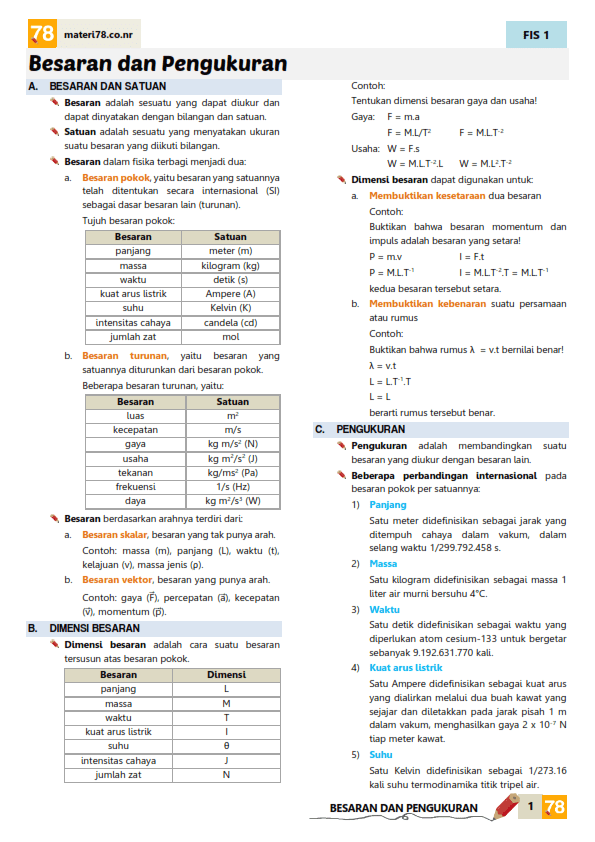 78 materi78.co.nr
FIS 1
Besaran dan Pengukuran
A. BESARAN DAN SATUAN
Besaran adalah sesuatu yang dapat diukur dan
dapat dinyatakan dengan bilangan dan satuan.
Satuan adalah sesuatu yang menyatakan ukuran
suatu besaran yang diikuti bilangan.
Besaran dalam fisika terbagi menjadi dua:
a. Besaran pokok, yaitu besaran yang satuannya
telah ditentukan secara internasional (SI)
sebagai dasar besaran lain (turunan).
Tujuh besaran pokok:
Besaran Satuan
panjang meter (m)
massa kilogram (kg)
waktu detik (s)
kuat arus listrik Ampere (A)
suhu Kelvin (K)
intensitas cahaya candela (cd)
jumlah zat mol
b. Besaran turunan, yaitu besaran yang
satuannya diturunkan dari besaran pokok.
Beberapa besaran turunan, yaitu:
Besaran Satuan
luas m²
kecepatan m/s
gaya kg m/s² (N)
usaha kg m²/s² (J)
tekanan kg/ms² (Pa)
frekuensi 1/s (Hz)
daya kg m²/s³ (W)
Besaran berdasarkan arahnya terdiri dari:
a. Besaran skalar, besaran yang tak punya arah.
Contoh: massa (m), panjang (L), waktu (t),
kelajuan (v), massa jenis (ρ).
b. Besaran vektor, besaran yang punya arah.
Contoh: gaya (F⃗), percepatan (a⃗), kecepatan
(v⃗), momentum (p⃗).
B. DIMENSI BESARAN
Dimensi besaran adalah cara suatu besaran
tersusun atas besaran pokok.
Besaran Dimensi
panjang L
massa M
waktu T
kuat arus listrik I
suhu θ
intensitas cahaya J
jumlah zat N
Contoh:
Tentukan dimensi besaran gaya dan usaha!
Gaya: F = m.a
F = M.L/T² F = M.L.T⁻²
Usaha: W = F.s
W = M.L.T⁻².L W = M.L².T⁻²
Dimensi besaran dapat digunakan untuk:
a. Membuktikan kesetaraan dua besaran
Contoh:
Buktikan bahwa besaran momentum dan
impuls adalah besaran yang setara!
P = m.v I = F.t
P = M.L.T⁻¹ I = M.L.T⁻².T = M.L.T⁻¹
kedua besaran tersebut setara.
b. Membuktikan kebenaran suatu persamaan
atau rumus
Contoh:
Buktikan bahwa rumus λ = v.t bernilai benar!
λ = v.t
L = L.T⁻¹.T
L = L
berarti rumus tersebut benar.
C. PENGUKURAN
Pengukuran adalah membandingkan suatu
besaran yang diukur dengan besaran lain.
Beberapa perbandingan internasional pada
besaran pokok per satuannya:
1) Panjang
Satu meter didefinisikan sebagai jarak yang
ditempuh cahaya dalam vakum, dalam
selang waktu 1/299.792.458 s.
2) Massa
Satu kilogram didefinisikan sebagai massa 1
liter air murni bersuhu 4°C.
3) Waktu
Satu detik didefinisikan sebagai waktu yang
diperlukan atom cesium-133 untuk bergetar
sebanyak 9.192.631.770 kali.
4) Kuat arus listrik
Satu Ampere didefinisikan sebagai kuat arus
yang dialirkan melalui dua buah kawat yang
sejajar dan diletakkan pada jarak pisah 1 m
dalam vakum, menghasilkan gaya 2 x 10⁻⁷ N
tiap meter kawat.
5) Suhu
Satu Kelvin didefinisikan sebagai 1/273.16
kali suhu termodinamika titik tripel air.
BESARAN DAN PENGUKURAN 1 78